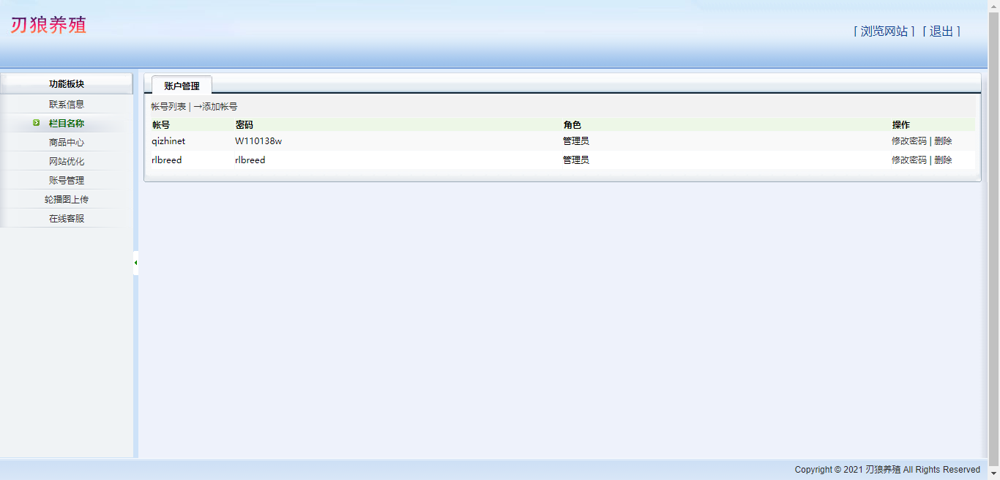 刃狼养殖
[ 浏览网站 ] [ 退出 ]
功能板块
联系信息
栏目名称
商品中心
网站优化
账号管理
轮播图上传
在线客服
账户管理
帐号列表 | →添加帐号
帐号 密码 角色 操作
qizhinet W110138w 管理员 修改密码 | 删除
rlbreed rlbreed 管理员 修改密码 | 删除
Copyright © 2021 刃狼养殖 All Rights Reserved